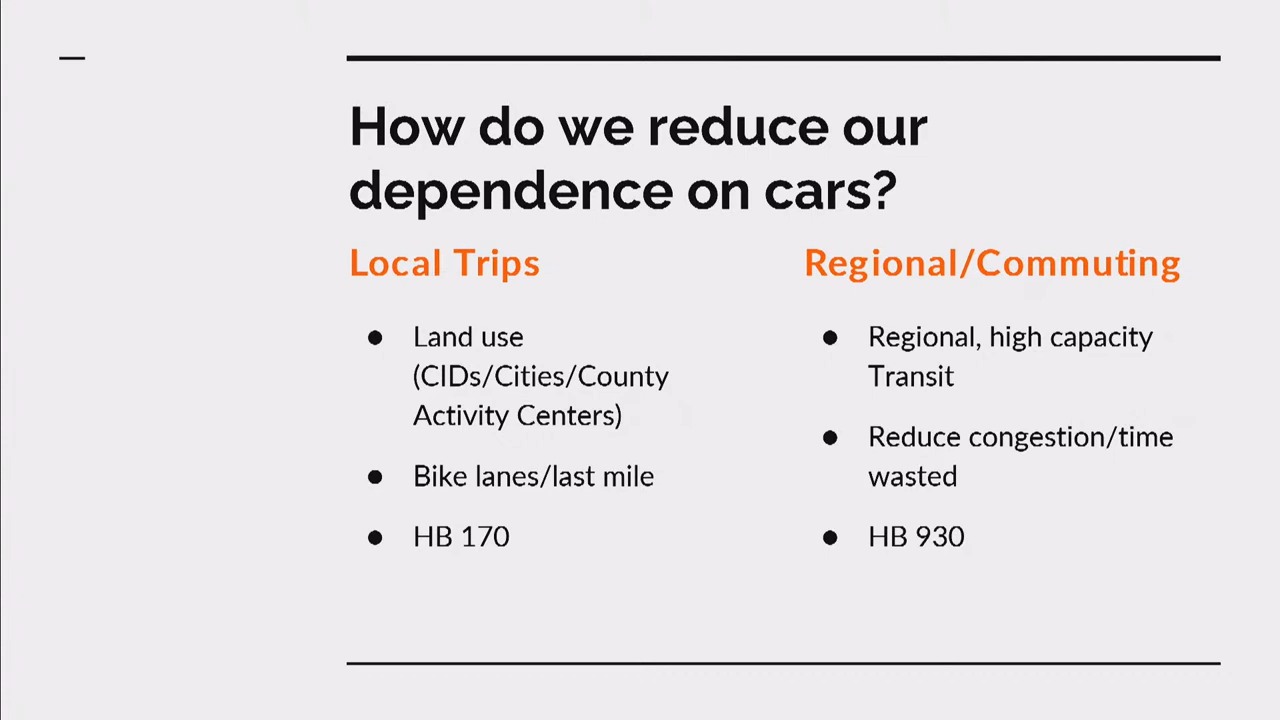 How do we reduce our
dependence on cars?
Local Trips
● Land use
(CIDs/Cities/County
Activity Centers)
● Bike lanes/last mile
● HB 170
Regional/Commuting
● Regional, high capacity
Transit
● Reduce congestion/time
wasted
● HB 930